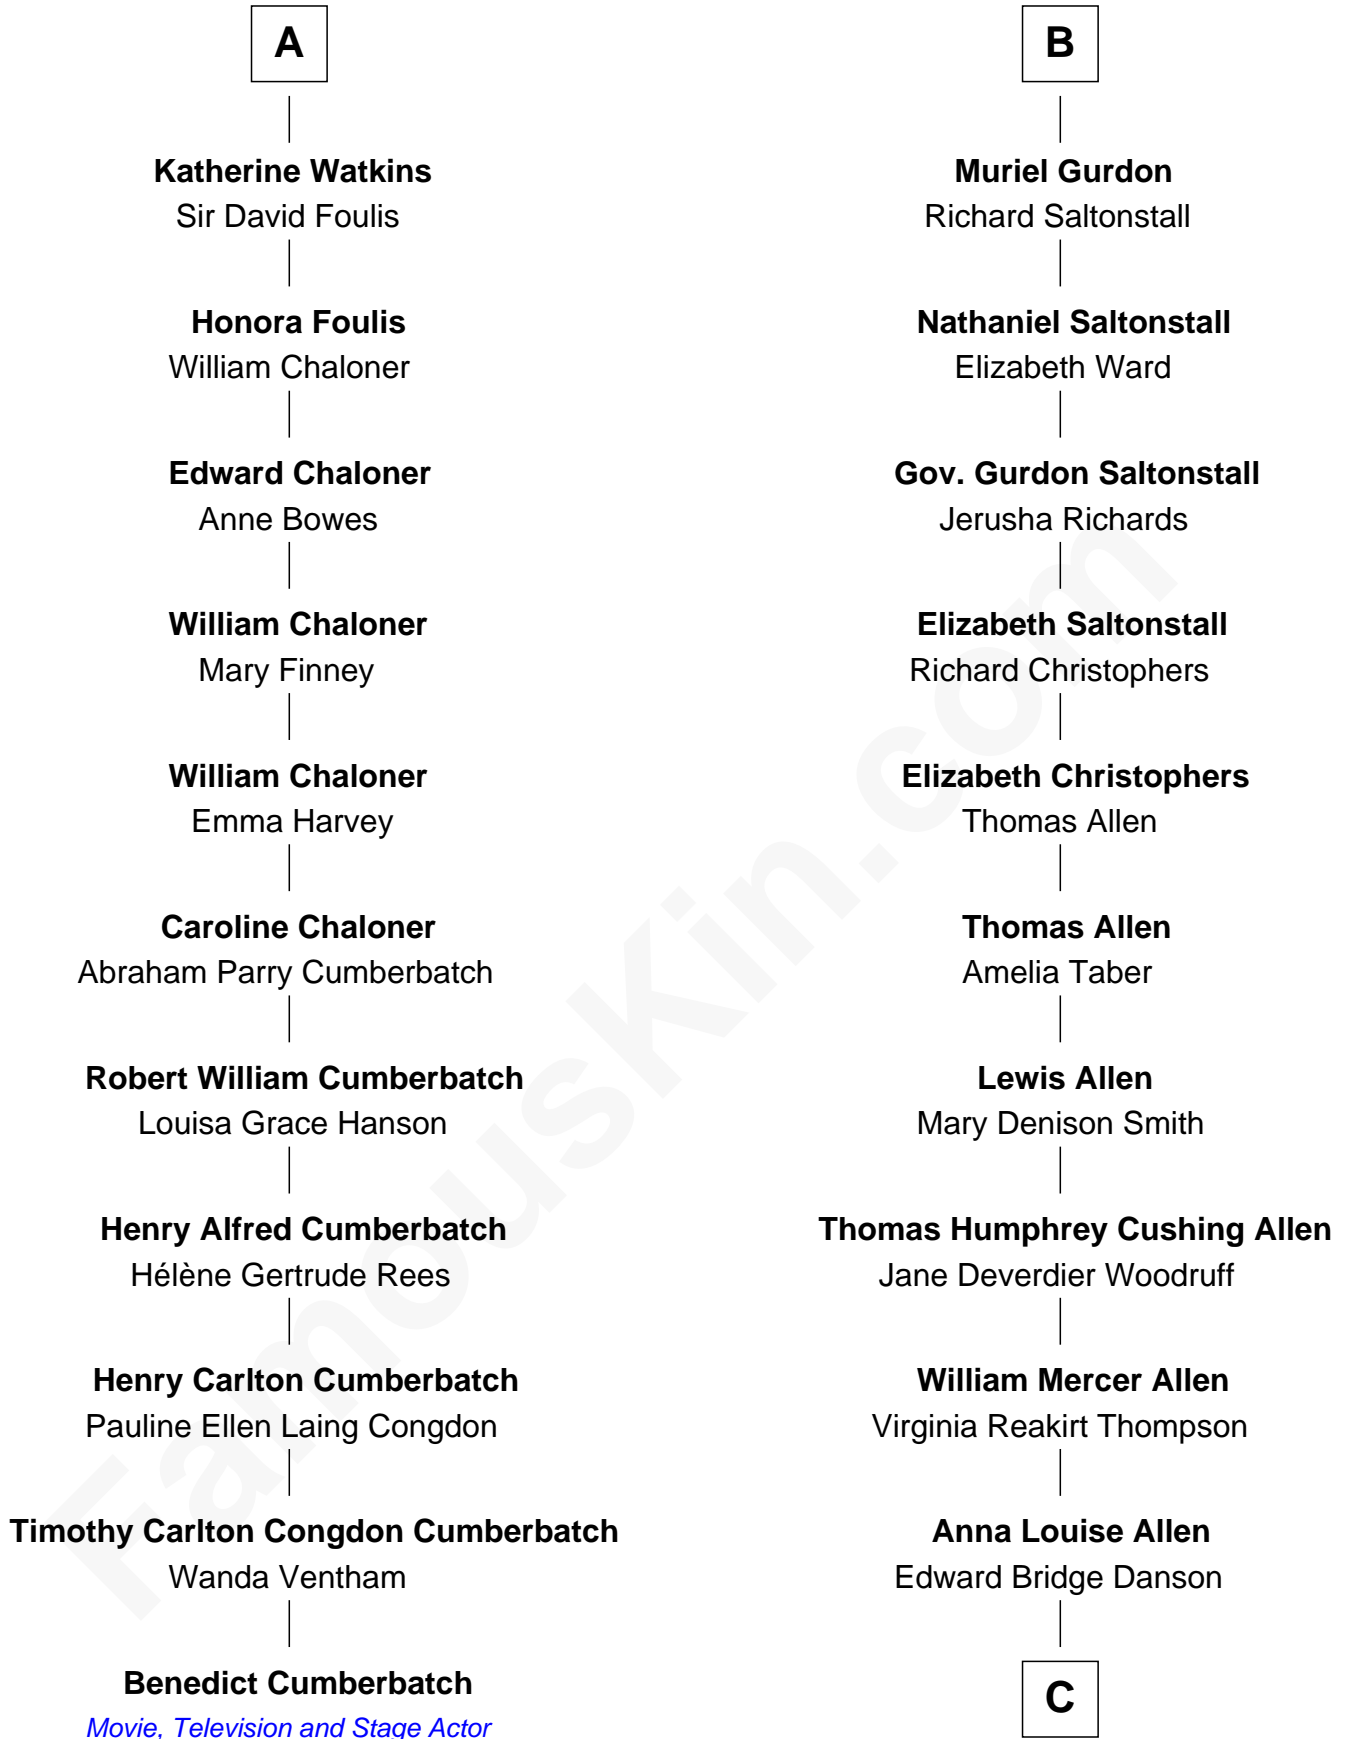 A
Katherine Watkins
Sir David Foulis
Honora Foulis
William Chaloner
Edward Chaloner
Anne Bowes
William Chaloner
Mary Finney
William Chaloner
Emma Harvey
Caroline Chaloner
Abraham Parry Cumberbatch
Robert William Cumberbatch
Louisa Grace Hanson
Henry Alfred Cumberbatch
Hélène Gertrude Rees
Henry Carlton Cumberbatch
Pauline Ellen Laing Congdon
Timothy Carlton Congdon Cumberbatch
Wanda Ventham
Benedict Cumberbatch
Movie, Television and Stage Actor
B
Muriel Gurdon
Richard Saltonstall
Nathaniel Saltonstall
Elizabeth Ward
Gov. Gurdon Saltonstall
Jerusha Richards
Elizabeth Saltonstall
Richard Christophers
Elizabeth Christophers
Thomas Allen
Thomas Allen
Amelia Taber
Lewis Allen
Mary Denison Smith
Thomas Humphrey Cushing Allen
Jane Deverdier Woodruff
William Mercer Allen
Virginia Reakirt Thompson
Anna Louise Allen
Edward Bridge Danson
C
FamousKin.com